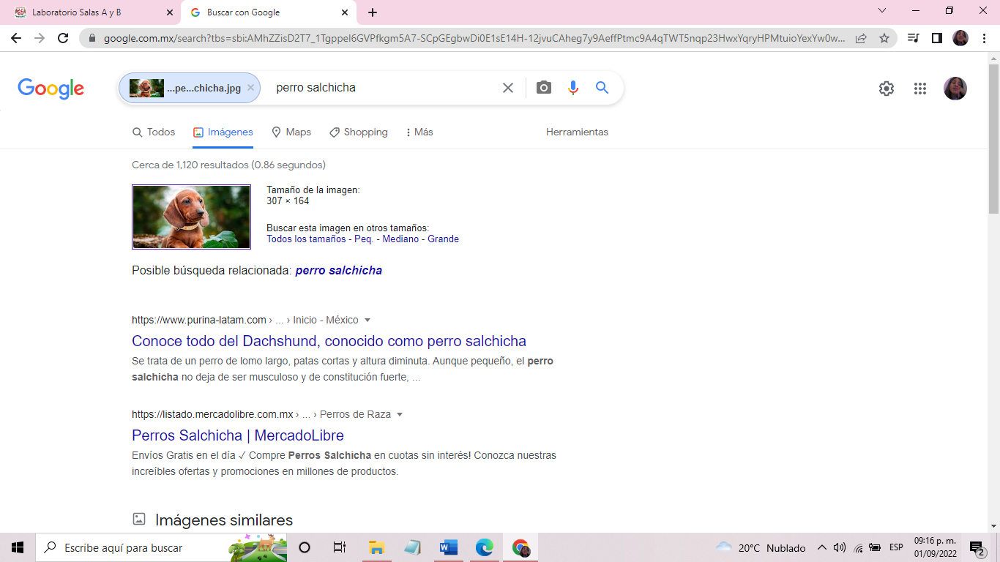 Laboratorio Salas A y B
Buscar con Google
google.com.mx/search?tbs=sbi:AMhZZisD2T7_1Tgppel6GVPfkgm5A7-SCpGEgbwDi0E1sE14H-12jvuCAheg7y9AeffPtmc9A4qTWT5nqp23HwxYqryHPMtuioYexYw0w...
Google
...pe...chicha.jpg
perro salchicha
Todos Imágenes Maps Shopping Más Herramientas
Cerca de 1,120 resultados (0.86 segundos)
Tamaño de la imagen:
307 × 164
Buscar esta imagen en otros tamaños:
Todos los tamaños - Peq. - Mediano - Grande
Posible búsqueda relacionada: perro salchicha
https://www.purina-latam.com › ... › Inicio - México
Conoce todo del Dachshund, conocido como perro salchicha
Se trata de un perro de lomo largo, patas cortas y altura diminuta. Aunque pequeño, el perro
salchicha no deja de ser musculoso y de constitución fuerte, ...
https://listado.mercadolibre.com.mx › ... › Perros de Raza
Perros Salchicha | MercadoLibre
Envíos Gratis en el día ✓ Compre Perros Salchicha en cuotas sin interés! Conozca nuestras
increíbles ofertas y promociones en millones de productos.
Imágenes similares
Escribe aquí para buscar
20°C Nublado
ESP
09:16 p. m.
01/09/2022
2